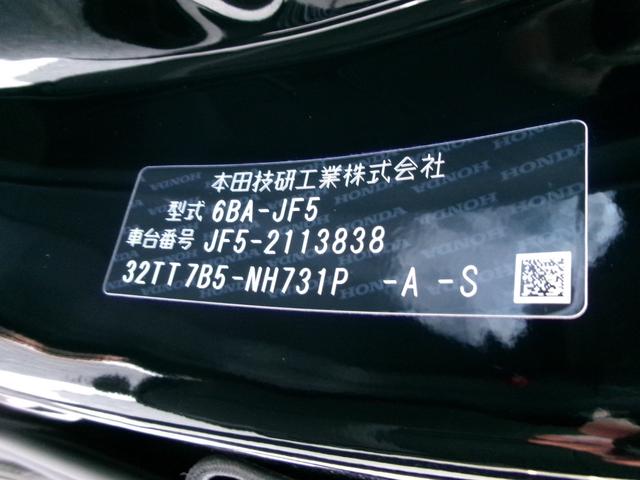 本田技研工業株式会社
型式 6BA-JF5
車台番号 JF5-2113838
32TT7B5-NH731P -A -S